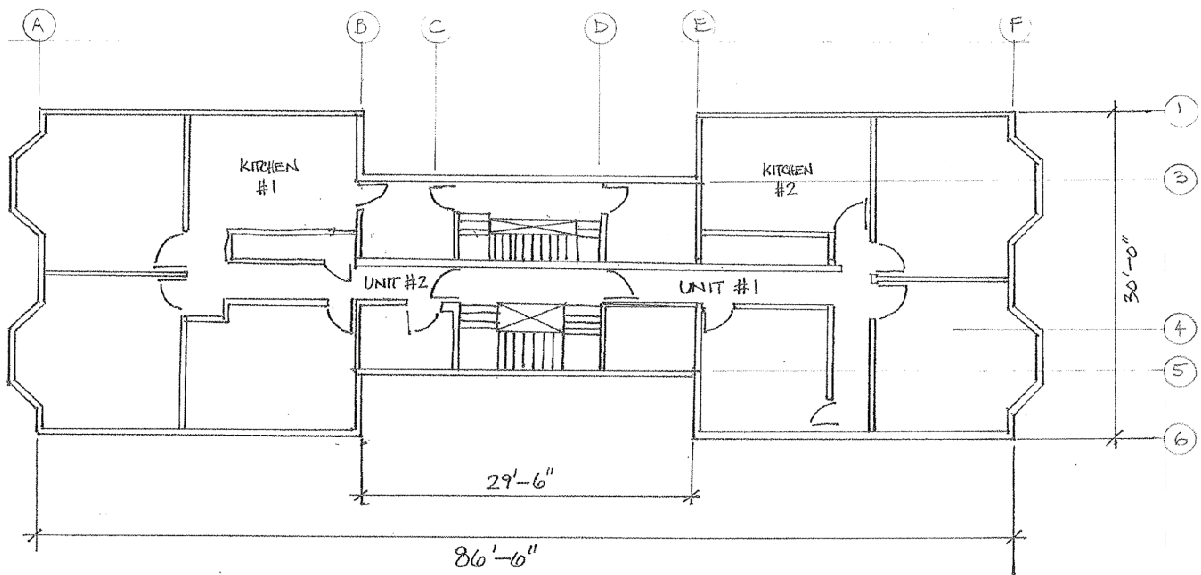 A B C D E F
1
KITCHEN
#1
KITCHEN
#2
3
UNIT #2
UNIT #1
30'-0"
4
5
6
29'-6"
86'-6"